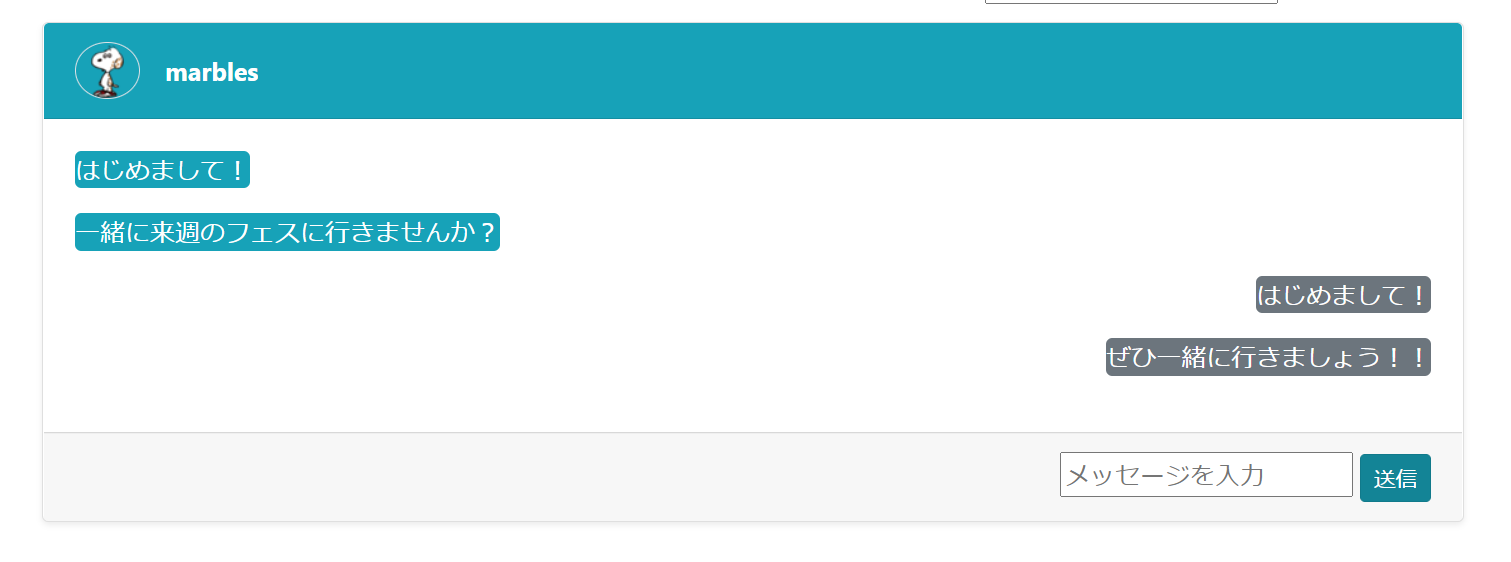 marbles
はじめまして！
一緒に来週のフェスに行きませんか？
はじめまして！
ぜひ一緒に行きましょう！！
メッセージを入力
送信